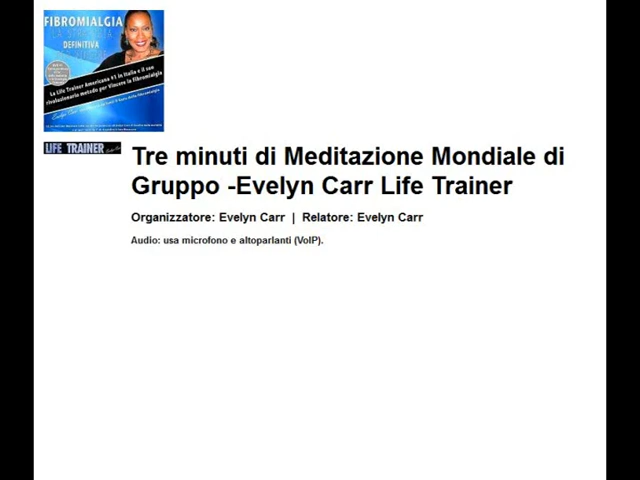 FIBROMIALGIA
DEFINITIVA
La Life Trainer Americana #1 in Italia e il suo
rivoluzionario metodo per Vincere la Fibromialgia
LIFE TRAINER
Tre minuti di Meditazione Mondiale di
Gruppo -Evelyn Carr Life Trainer
Organizzatore: Evelyn Carr | Relatore: Evelyn Carr
Audio: usa microfono e altoparlanti (VoIP).